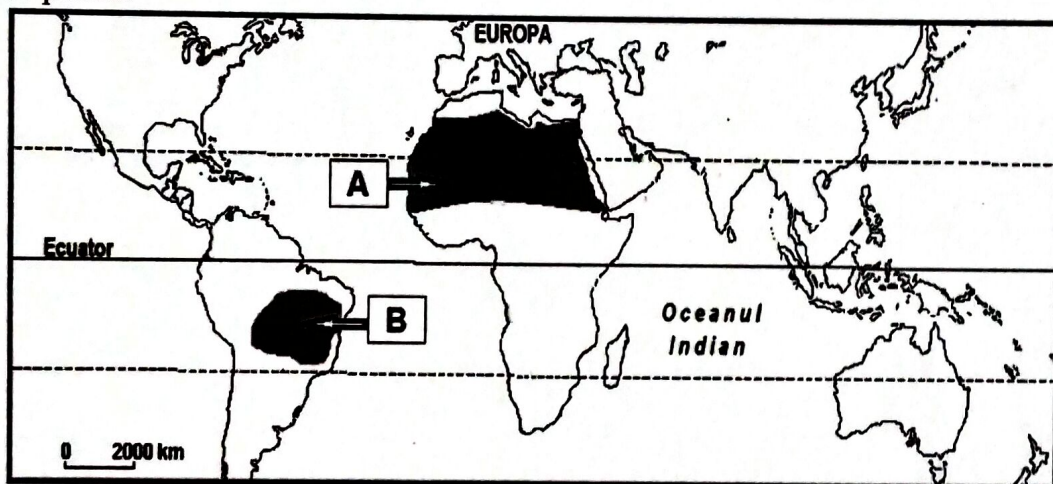 EUROPA
A
Ecuator
B
Oceanul
Indian
0 2000 km